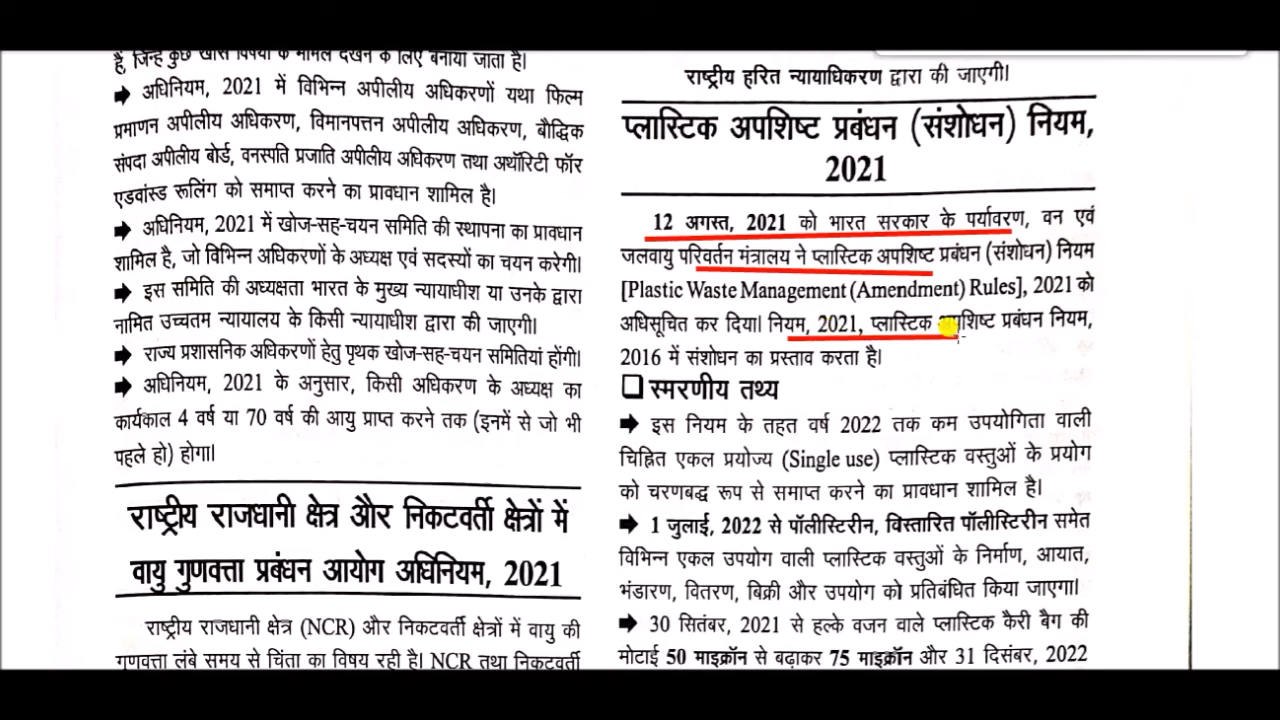 हैं, जिन्हें कुछ खास विषयों के मामले देखने के लिए बनाया जाता है।
➡ अधिनियम, 2021 में विभिन्न अपीलीय अधिकरणों यथा फिल्म
प्रमाणन अपीलीय अधिकरण, विमानपत्तन अपीलीय अधिकरण, बौद्धिक
संपदा अपीलीय बोर्ड, वनस्पति प्रजाति अपीलीय अधिकरण तथा अथॉरिटी फॉर
एडवांस्ड रूलिंग को समाप्त करने का प्रावधान शामिल है।
➡ अधिनियम, 2021 में खोज-सह-चयन समिति की स्थापना का प्रावधान
शामिल है, जो विभिन्न अधिकरणों के अध्यक्ष एवं सदस्यों का चयन करेगी।
➡ इस समिति की अध्यक्षता भारत के मुख्य न्यायाधीश या उनके द्वारा
नामित उच्चतम न्यायालय के किसी न्यायाधीश द्वारा की जाएगी।
➡ राज्य प्रशासनिक अधिकरणों हेतु पृथक खोज-सह-चयन समितियां होंगी।
➡ अधिनियम, 2021 के अनुसार, किसी अधिकरण के अध्यक्ष का
कार्यकाल 4 वर्ष या 70 वर्ष की आयु प्राप्त करने तक (इनमें से जो भी
पहले हो) होगा।
राष्ट्रीय राजधानी क्षेत्र और निकटवर्ती क्षेत्रों में
वायु गुणवत्ता प्रबंधन आयोग अधिनियम, 2021
राष्ट्रीय राजधानी क्षेत्र (NCR) और निकटवर्ती क्षेत्रों में वायु की
गुणवत्ता लंबे समय से चिंता का विषय रही है। NCR तथा निकटवर्ती
राष्ट्रीय हरित न्यायाधिकरण द्वारा की जाएगी।
प्लास्टिक अपशिष्ट प्रबंधन (संशोधन) नियम,
2021
12 अगस्त, 2021 को भारत सरकार के पर्यावरण, वन एवं
जलवायु परिवर्तन मंत्रालय ने प्लास्टिक अपशिष्ट प्रबंधन (संशोधन) नियम
[Plastic Waste Management (Amendment) Rules], 2021 को
अधिसूचित कर दिया। नियम, 2021, प्लास्टिक अपशिष्ट प्रबंधन नियम,
2016 में संशोधन का प्रस्ताव करता है।
❑ स्मरणीय तथ्य
➡ इस नियम के तहत वर्ष 2022 तक कम उपयोगिता वाली
चिह्नित एकल प्रयोज्य (Single use) प्लास्टिक वस्तुओं के प्रयोग
को चरणबद्ध रूप से समाप्त करने का प्रावधान शामिल है।
➡ 1 जुलाई, 2022 से पॉलीस्टिरीन, विस्तारित पॉलीस्टिरीन समेत
विभिन्न एकल उपयोग वाली प्लास्टिक वस्तुओं के निर्माण, आयात,
भंडारण, वितरण, बिक्री और उपयोग को प्रतिबंधित किया जाएगा।
➡ 30 सितंबर, 2021 से हल्के वजन वाले प्लास्टिक कैरी बैग की
मोटाई 50 माइक्रॉन से बढ़ाकर 75 माइक्रॉन और 31 दिसंबर, 2022